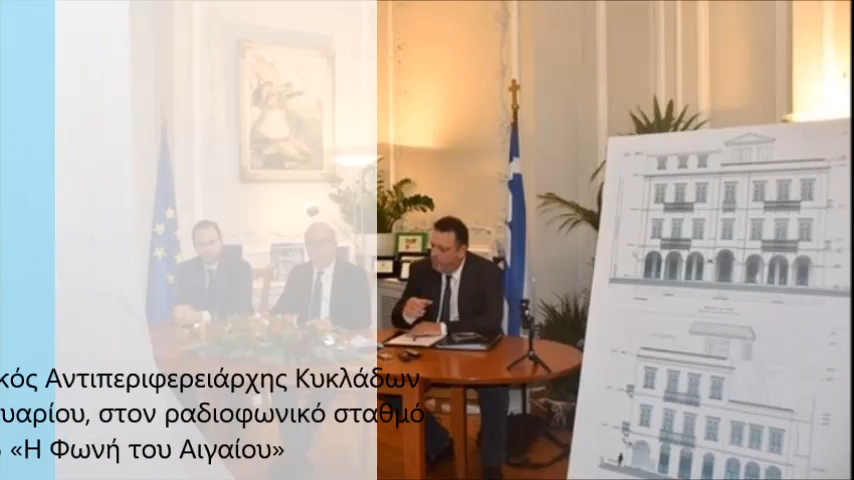 κός Αντιπεριφερειάρχης Κυκλάδων
υαρίου, στον ραδιοφωνικό σταθμό
«Η Φωνή του Αιγαίου»